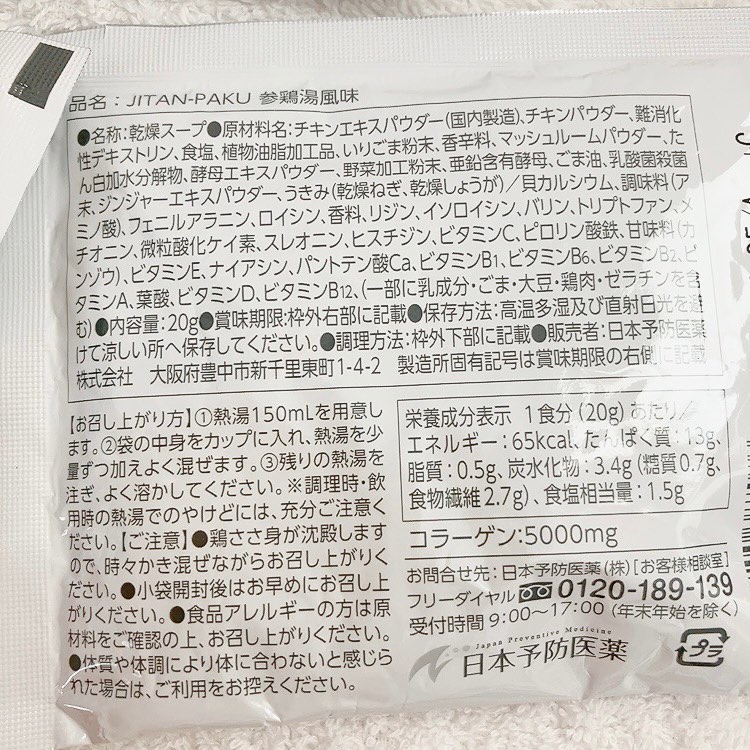 品名：JITAN-PAKU 参鶏湯風味
●名称：乾燥スープ●原材料名：チキンエキスパウダー（国内製造）、チキンパウダー、難消化
性デキストリン、食塩、植物油脂加工品、いりごま粉末、香辛料、マッシュルームパウダー、た
ん白加水分解物、酵母エキスパウダー、野菜加工粉末、亜鉛含有酵母、ごま油、乳酸菌殺菌
末、ジンジャーエキスパウダー、うきみ（乾燥ねぎ、乾燥しょうが）／貝カルシウム、調味料（ア
ミノ酸）、フェニルアラニン、ロイシン、香料、リジン、イソロイシン、バリン、トリプトファン、メ
チオニン、微粒酸化ケイ素、スレオニン、ヒスチジン、ビタミンC、ピロリン酸鉄、甘味料（カ
ンゾウ）、ビタミンE、ナイアシン、パントテン酸Ca、ビタミンB1、ビタミンB6、ビタミンB2、ビ
タミンA、葉酸、ビタミンD、ビタミンB12、（一部に乳成分・ごま・大豆・鶏肉・ゼラチンを含
む）●内容量：20g●賞味期限：枠外右部に記載●保存方法：高温多湿及び直射日光を避
けて涼しい所へ保存してください。●調理方法：枠外下部に記載●販売者：日本予防医薬
株式会社 大阪府豊中市新千里東町1-4-2 製造所固有記号は賞味期限の右側に記載
【お召し上がり方】①熱湯150mLを用意し
ます。②袋の中身をカップに入れ、熱湯を少
量ずつ加えよく混ぜます。③残りの熱湯を
注ぎ、よく溶かしてください。※調理時・飲
用時の熱湯でのやけどには、充分ご注意く
ださい。【ご注意】●鶏ささ身が沈殿します
ので、時々かき混ぜながらお召し上がりく
ださい。●小袋開封後はお早めにお召し上
がりください。●食品アレルギーの方は原
材料をご確認の上、お召し上がりください。
●体質や体調により体に合わないと感じら
れた場合は、ご利用をお控えください。
栄養成分表示 1食分（20g）あたり
エネルギー：65kcal、たんぱく質：13g、
脂質：0.5g、炭水化物：3.4g（糖質0.7g、
食物繊維2.7g）、食塩相当量：1.5g
コラーゲン：5000mg
お問合せ先：日本予防医薬（株）［お客様相談室］
フリーダイヤル 0120-189-139
受付時間 9:00〜17:00（年末年始を除く）
Japan Preventive Medicine
日本予防医薬
プラ